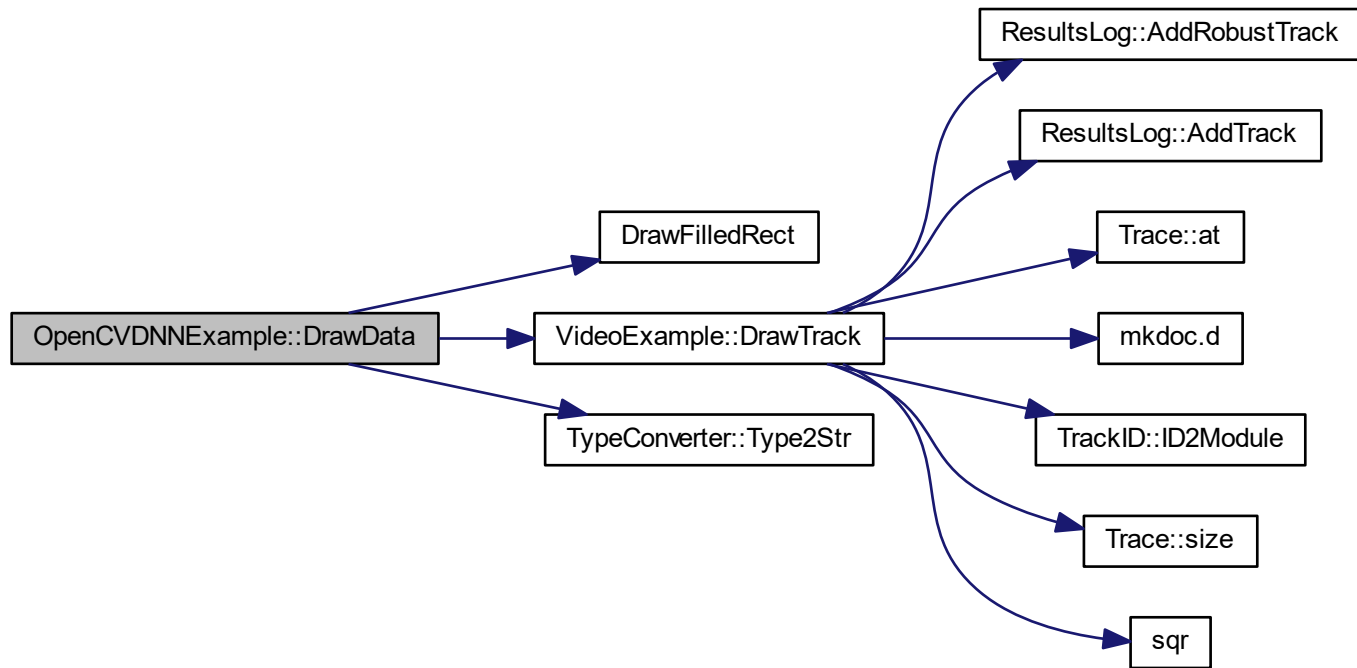 ResultsLog::AddRobustTrack
ResultsLog::AddTrack
DrawFilledRect
Trace::at
OpenCVDNNExample::DrawData
VideoExample::DrawTrack
mkdoc.d
TypeConverter::Type2Str
TrackID::ID2Module
Trace::size
sqr